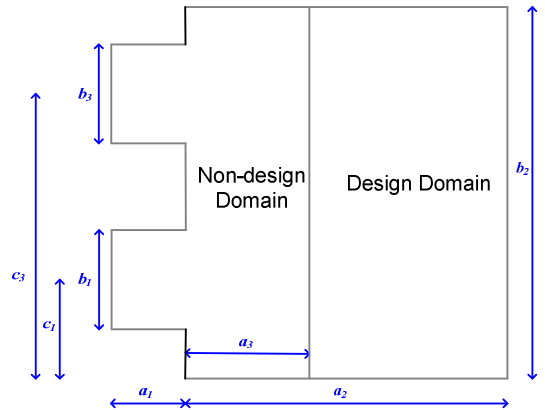 b3
Non-design
Domain
Design Domain
b2
c3
b1
c1
a3
a1
a2